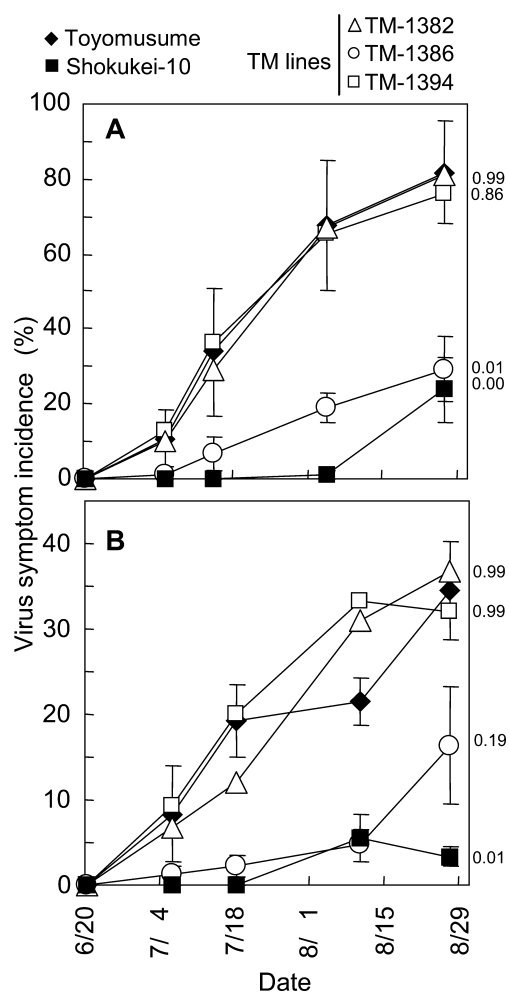 Toyomusume
Shokukei-10
TM lines
TM-1382
TM-1386
TM-1394
Virus symptom incidence (%)
A
100
80
60
40
20
0
0.99
0.86
0.01
0.00
B
40
30
20
10
0
0.99
0.99
0.19
0.01
6/20
7/ 4
7/18
8/ 1
8/15
8/29
Date